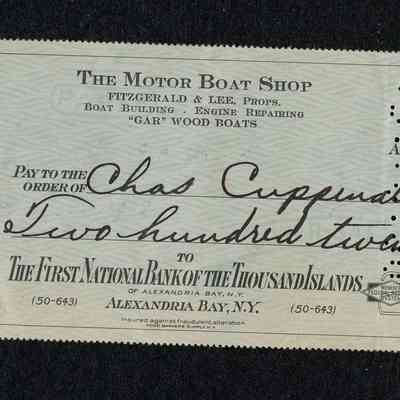 THE MOTOR BOAT SHOP
FITZGERALD & LEE, PROPS.
BOAT BUILDING . ENGINE REPAIRING
"GAR" WOOD BOATS
A
PAY TO THE
ORDER OF Chas
Two hundred
TO
THE FIRST NATIONAL BANK OF THE THOUSAND ISLANDS
OF ALEXANDRIA BAY, N.Y.
(50-643) ALEXANDRIA BAY, N.Y. (50-643)
Insured against fraudulent alteration